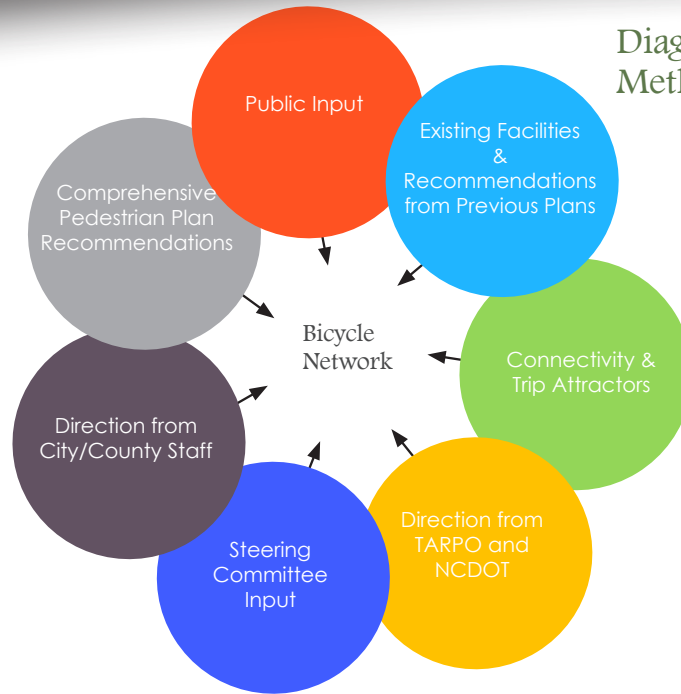 Public Input
Existing Facilities
&
Recommendations
from Previous Plans
Comprehensive
Pedestrian Plan
Recommendations
Bicycle
Network
Connectivity &
Trip Attractors
Direction from
City/County Staff
Direction from
TARPO and
NCDOT
Steering
Committee
Input